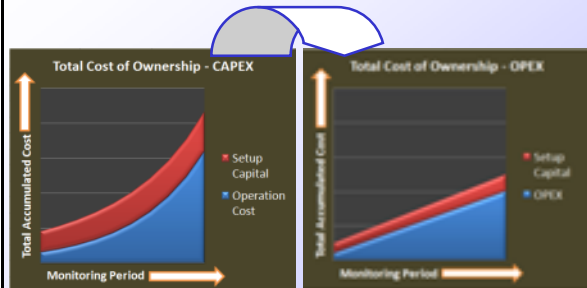 Total Cost of Ownership - CAPEX
Total Accumulated Cost
Setup
Capital
Operation
Cost
Monitoring Period
Total Cost of Ownership - OPEX
Total Accumulated Cost
Setup
Capital
OPEX
Monitoring Period